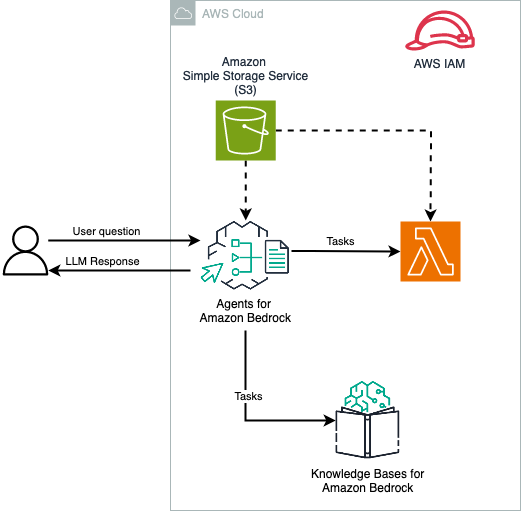 AWS Cloud
AWS IAM
Amazon
Simple Storage Service
(S3)
User question
Tasks
LLM Response
Agents for
Amazon Bedrock
Tasks
Knowledge Bases for
Amazon Bedrock